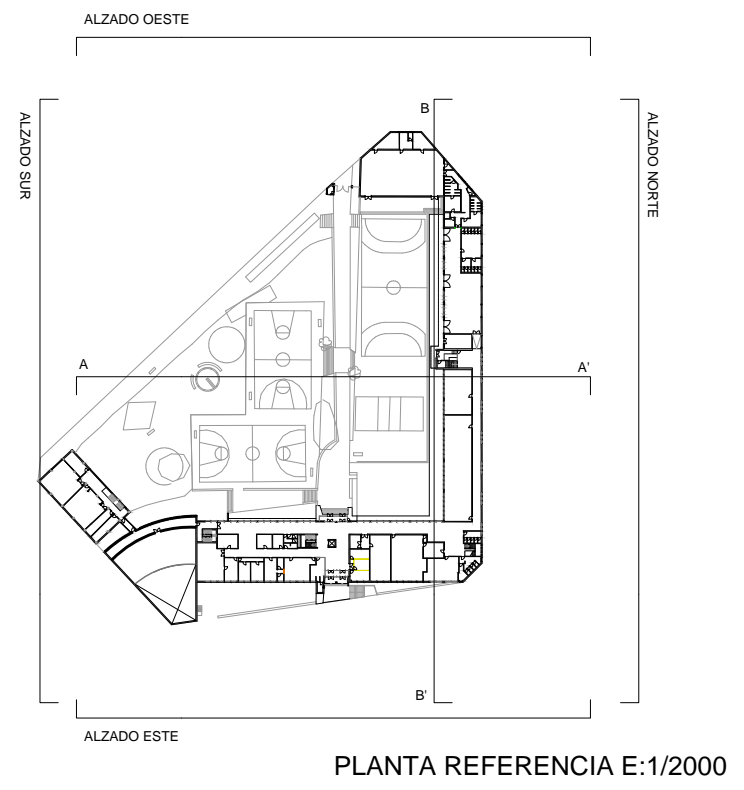 ALZADO OESTE
B
ALZADO SUR
ALZADO NORTE
A
A'
B'
ALZADO ESTE
PLANTA REFERENCIA E:1/2000